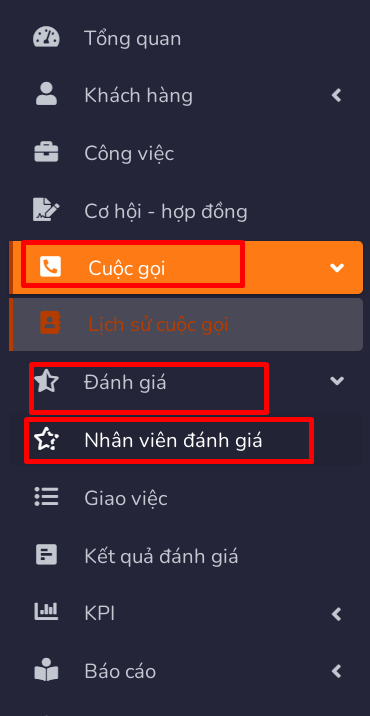 Tổng quan
Khách hàng
Công việc
Cơ hội - hợp đồng
Cuộc gọi
Lịch sử cuộc gọi
Đánh giá
Nhân viên đánh giá
Giao việc
Kết quả đánh giá
KPI
Báo cáo